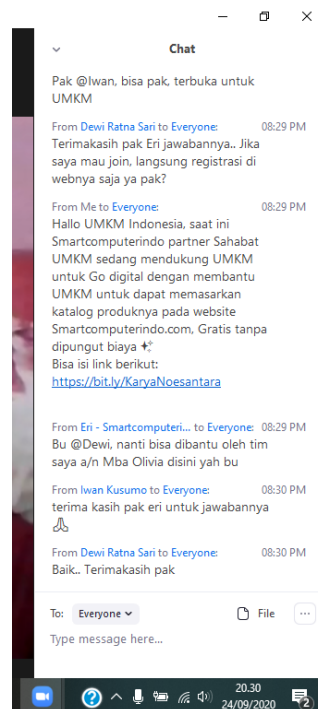 Chat
Pak @Iwan, bisa pak, terbuka untuk
UMKM
From Dewi Ratna Sari to Everyone: 08:29 PM
Terimakasih pak Eri jawabannya.. Jika
saya mau join, langsung registrasi di
webnya saja ya pak?
From Me to Everyone: 08:29 PM
Hallo UMKM Indonesia, saat ini
Smartcomputerindo partner Sahabat
UMKM sedang mendukung UMKM
untuk Go digital dengan membantu
UMKM untuk dapat memasarkan
katalog produknya pada website
Smartcomputerindo.com, Gratis tanpa
dipungut biaya ✨
Bisa isi link berikut:
https://bit.ly/KaryaNoesantara
From Eri - Smartcomputeri... to Everyone: 08:29 PM
Bu @Dewi, nanti bisa dibantu oleh tim
saya a/n Mba Olivia disini yah bu
From Iwan Kusumo to Everyone: 08:30 PM
terima kasih pak eri untuk jawabannya
🙏
From Dewi Ratna Sari to Everyone: 08:30 PM
Baik.. Terimakasih pak
To: Everyone File ...
Type message here...
20.30
24/09/2020
2